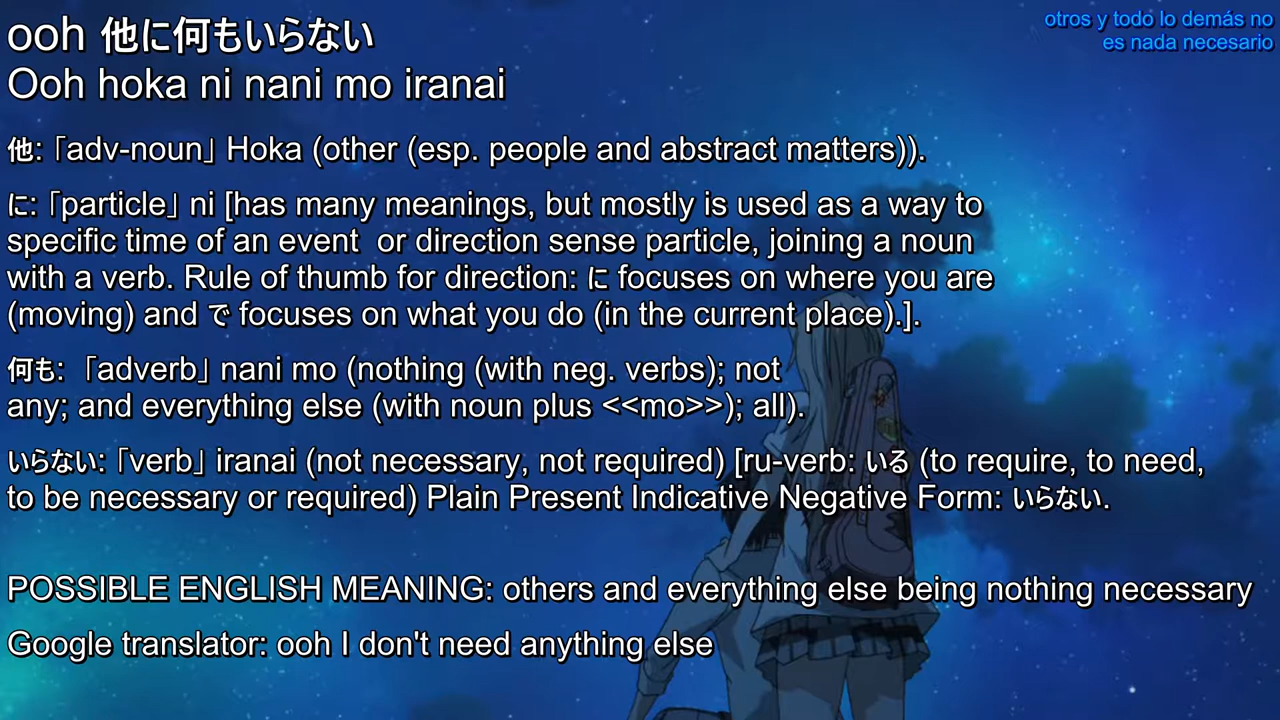 ooh 他に何もいらない
otros y todo lo demás no
es nada necesario
Ooh hoka ni nani mo iranai
他: 「adv-noun」 Hoka (other (esp. people and abstract matters)).
に: 「particle」 ni [has many meanings, but mostly is used as a way to
specific time of an event  or direction sense particle, joining a noun
with a verb. Rule of thumb for direction: に focuses on where you are
(moving) and で focuses on what you do (in the current place).].
何も: 「adverb」 nani mo (nothing (with neg. verbs); not
any; and everything else (with noun plus <<mo>>); all).
いらない: 「verb」 iranai (not necessary, not required) [ru-verb: いる (to require, to need,
to be necessary or required) Plain Present Indicative Negative Form: いらない.
POSSIBLE ENGLISH MEANING: others and everything else being nothing necessary
Google translator: ooh I don't need anything else